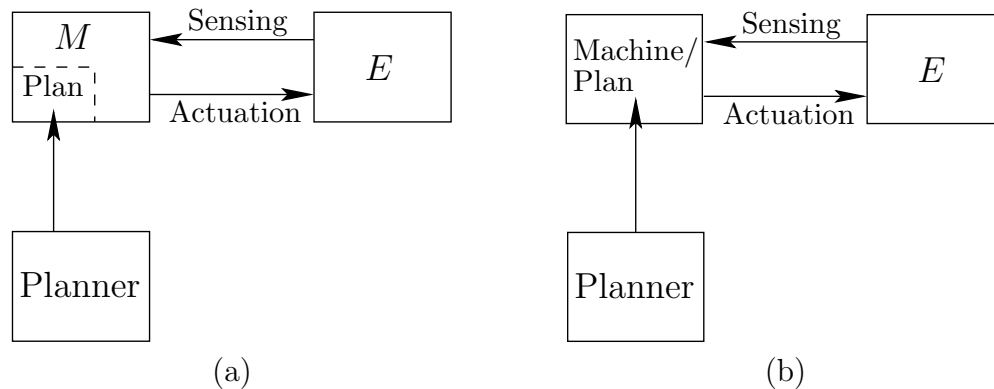 M
Plan
Sensing
Actuation
E
Planner
(a)
Machine/
Plan
Sensing
Actuation
E
Planner
(b)